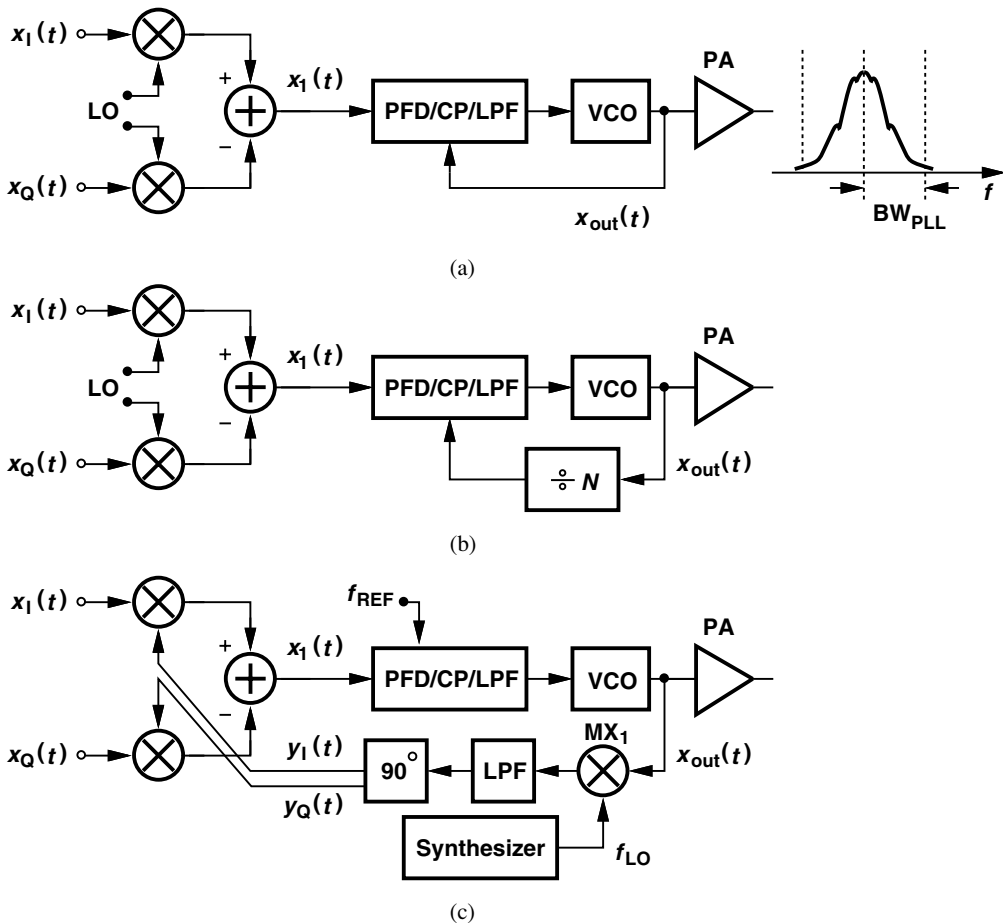 x_I(t)
LO
x_Q(t)
+
−
x_1(t)
PFD/CP/LPF
VCO
PA
x_out(t)
BW_PLL
f
(a)
x_I(t)
LO
x_Q(t)
+
−
x_1(t)
PFD/CP/LPF
VCO
PA
÷ N
x_out(t)
(b)
x_I(t)
x_Q(t)
+
−
x_1(t)
f_REF
PFD/CP/LPF
VCO
PA
MX_1
x_out(t)
y_I(t)
y_Q(t)
90°
LPF
Synthesizer
f_LO
(c)